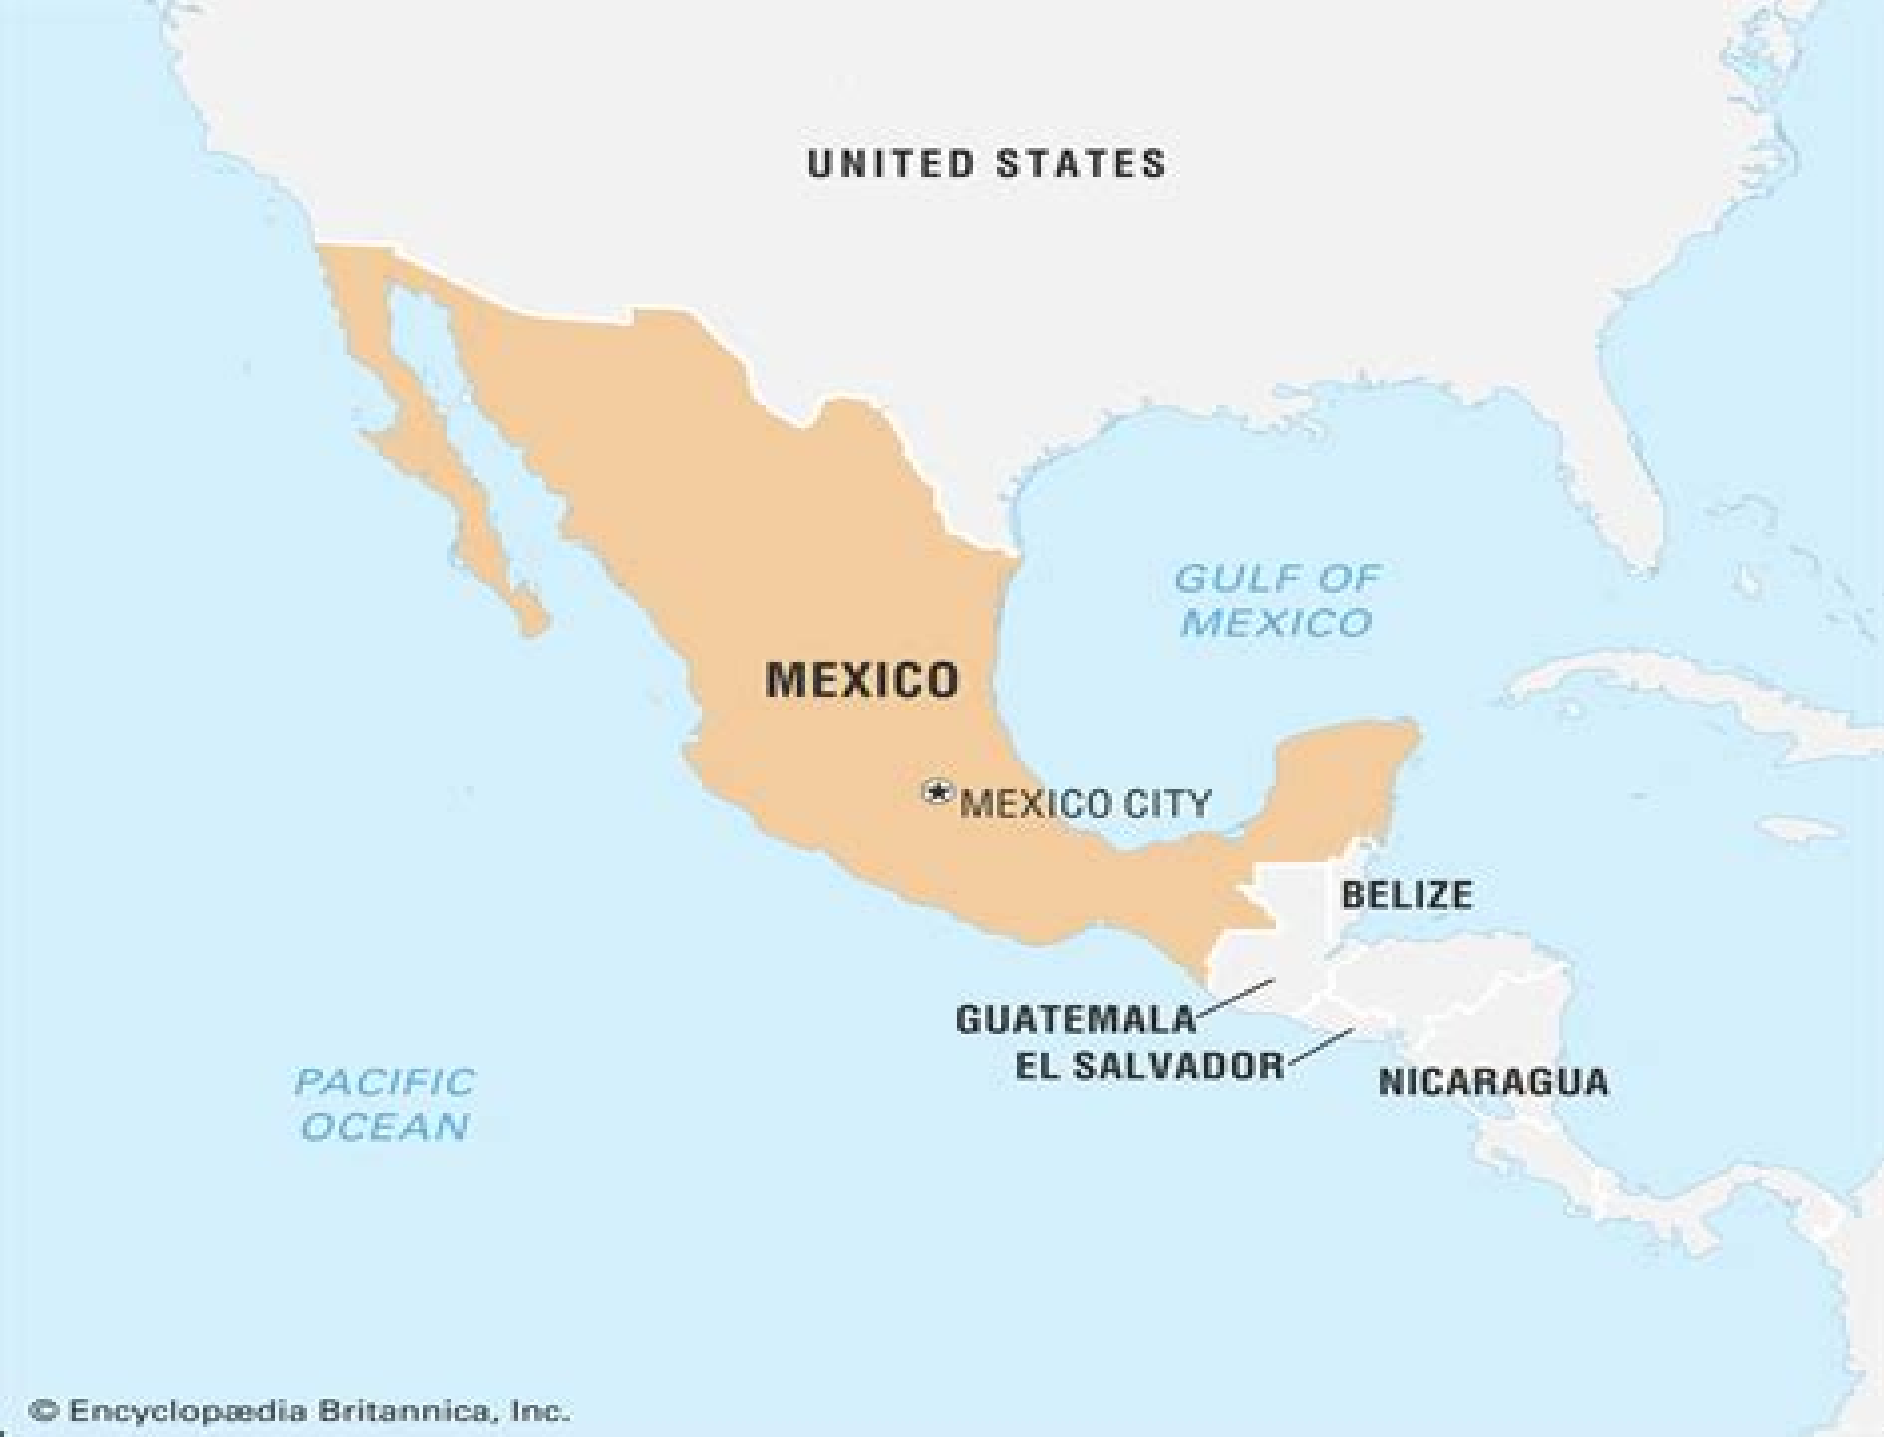 UNITED STATES
GULF OF
MEXICO
MEXICO
MEXICO CITY
BELIZE
GUATEMALA
EL SALVADOR
NICARAGUA
PACIFIC
OCEAN
© Encyclopædia Britannica, Inc.